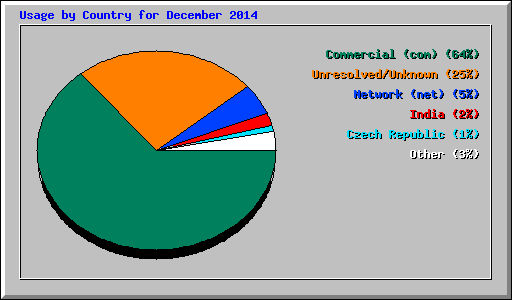 Usage by Country for December 2014
Commercial (com) (64%)
Unresolved/Unknown (25%)
Network (net) (5%)
India (2%)
Czech Republic (1%)
Other (3%)